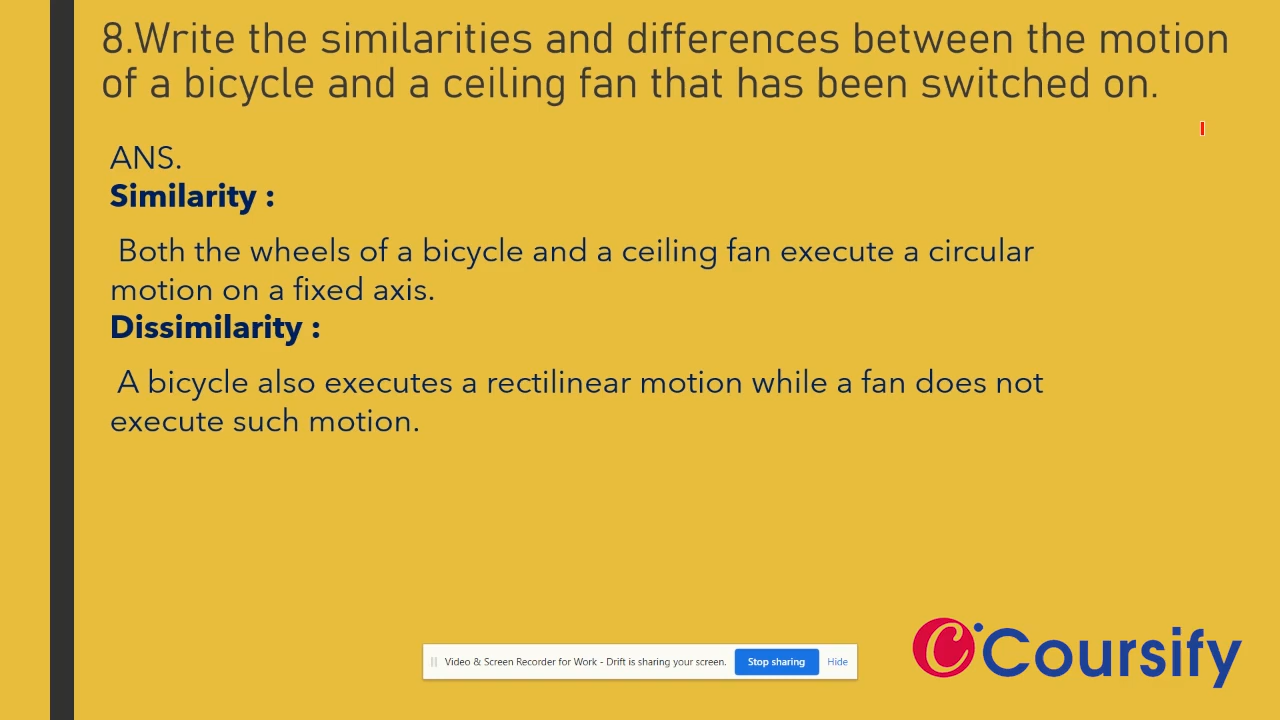 8.Write the similarities and differences between the motion
of a bicycle and a ceiling fan that has been switched on.
ANS.
Similarity :
Both the wheels of a bicycle and a ceiling fan execute a circular
motion on a fixed axis.
Dissimilarity :
A bicycle also executes a rectilinear motion while a fan does not
execute such motion.
Video & Screen Recorder for Work - Drift is sharing your screen. Stop sharing Hide
Coursify